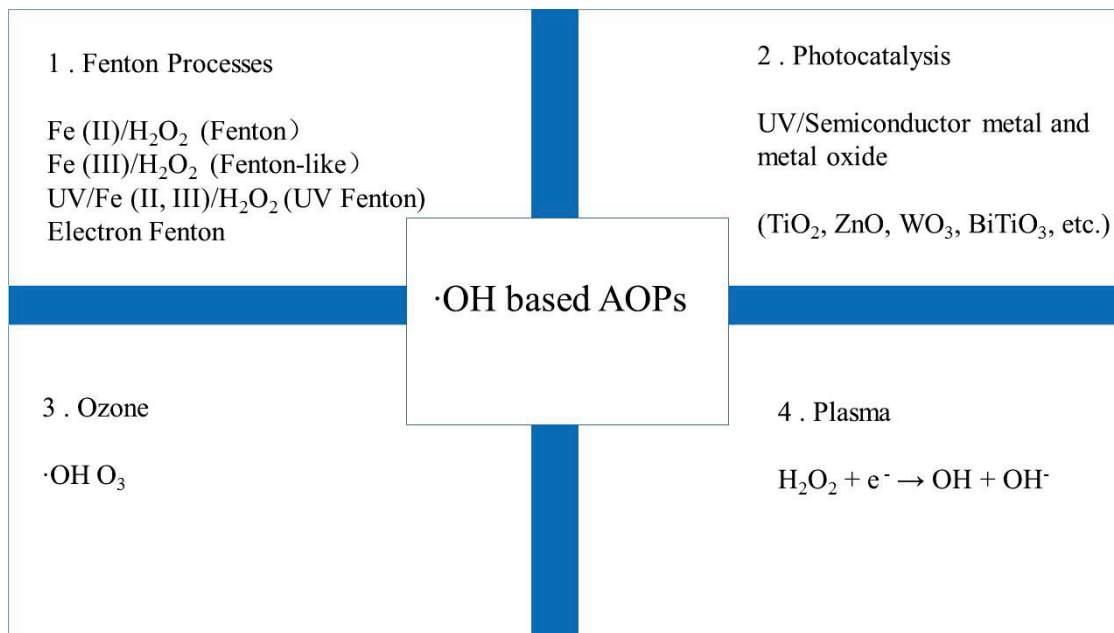 1 . Fenton Processes
Fe (II)/H₂O₂ (Fenton）
Fe (III)/H₂O₂ (Fenton-like）
UV/Fe (II, III)/H₂O₂ (UV Fenton)
Electron Fenton
2 . Photocatalysis
UV/Semiconductor metal and
metal oxide
(TiO₂, ZnO, WO₃, BiTiO₃, etc.)
·OH based AOPs
3 . Ozone
·OH O₃
4 . Plasma
H₂O₂ + e⁻ → OH + OH⁻